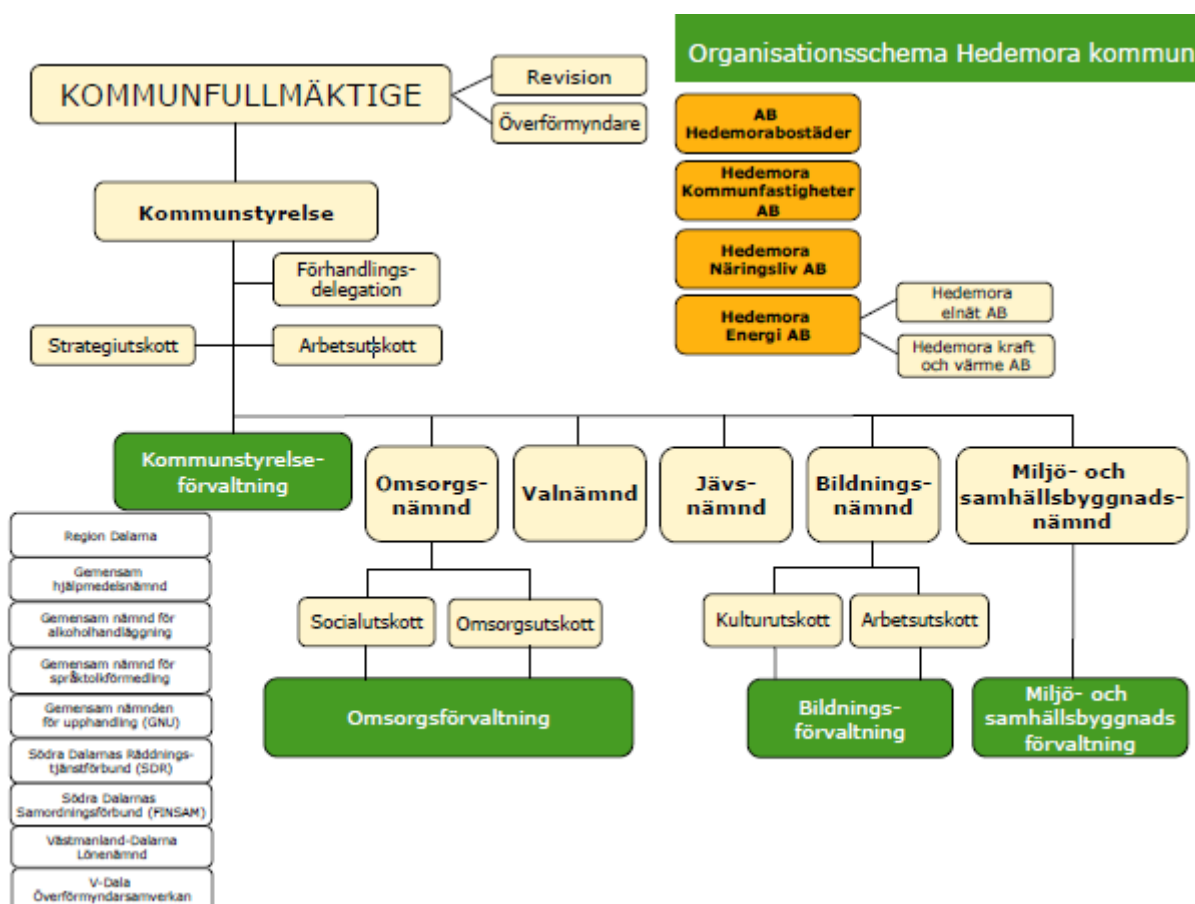 Organisationsschema Hedemora kommun
KOMMUNFULLMÄKTIGE
Revision
Överförmyndare
AB
Hedemorabostäder
Hedemora
Kommunfastigheter
AB
Hedemora
Näringsliv AB
Hedemora
Energi AB
Hedemora
elnät AB
Hedemora kraft
och värme AB
Kommunstyrelse
Förhandlings-
delegation
Strategiutskott
Arbetsutskott
Kommunstyrelse-
förvaltning
Omsorgs-
nämnd
Valnämnd
Jävs-
nämnd
Bildnings-
nämnd
Miljö- och
samhällsbyggnads-
nämnd
Socialutskott
Omsorgsutskott
Kulturutskott
Arbetsutskott
Omsorgsförvaltning
Bildnings-
förvaltning
Miljö- och
samhällsbyggnads
förvaltning
Region Dalarna
Gemensam
hjälpmedelsnämnd
Gemensam nämnd för
alkoholhandläggning
Gemensam nämnd för
språktolkförmedling
Gemensam nämnden
för upphandling (GNU)
Södra Dalarnas Räddnings-
tjänstförbund (SDR)
Södra Dalarnas
Samordningsförbund (FINSAM)
Västmanland-Dalarna
Lönenämnd
V-Dala
Överförmyndarsamverkan